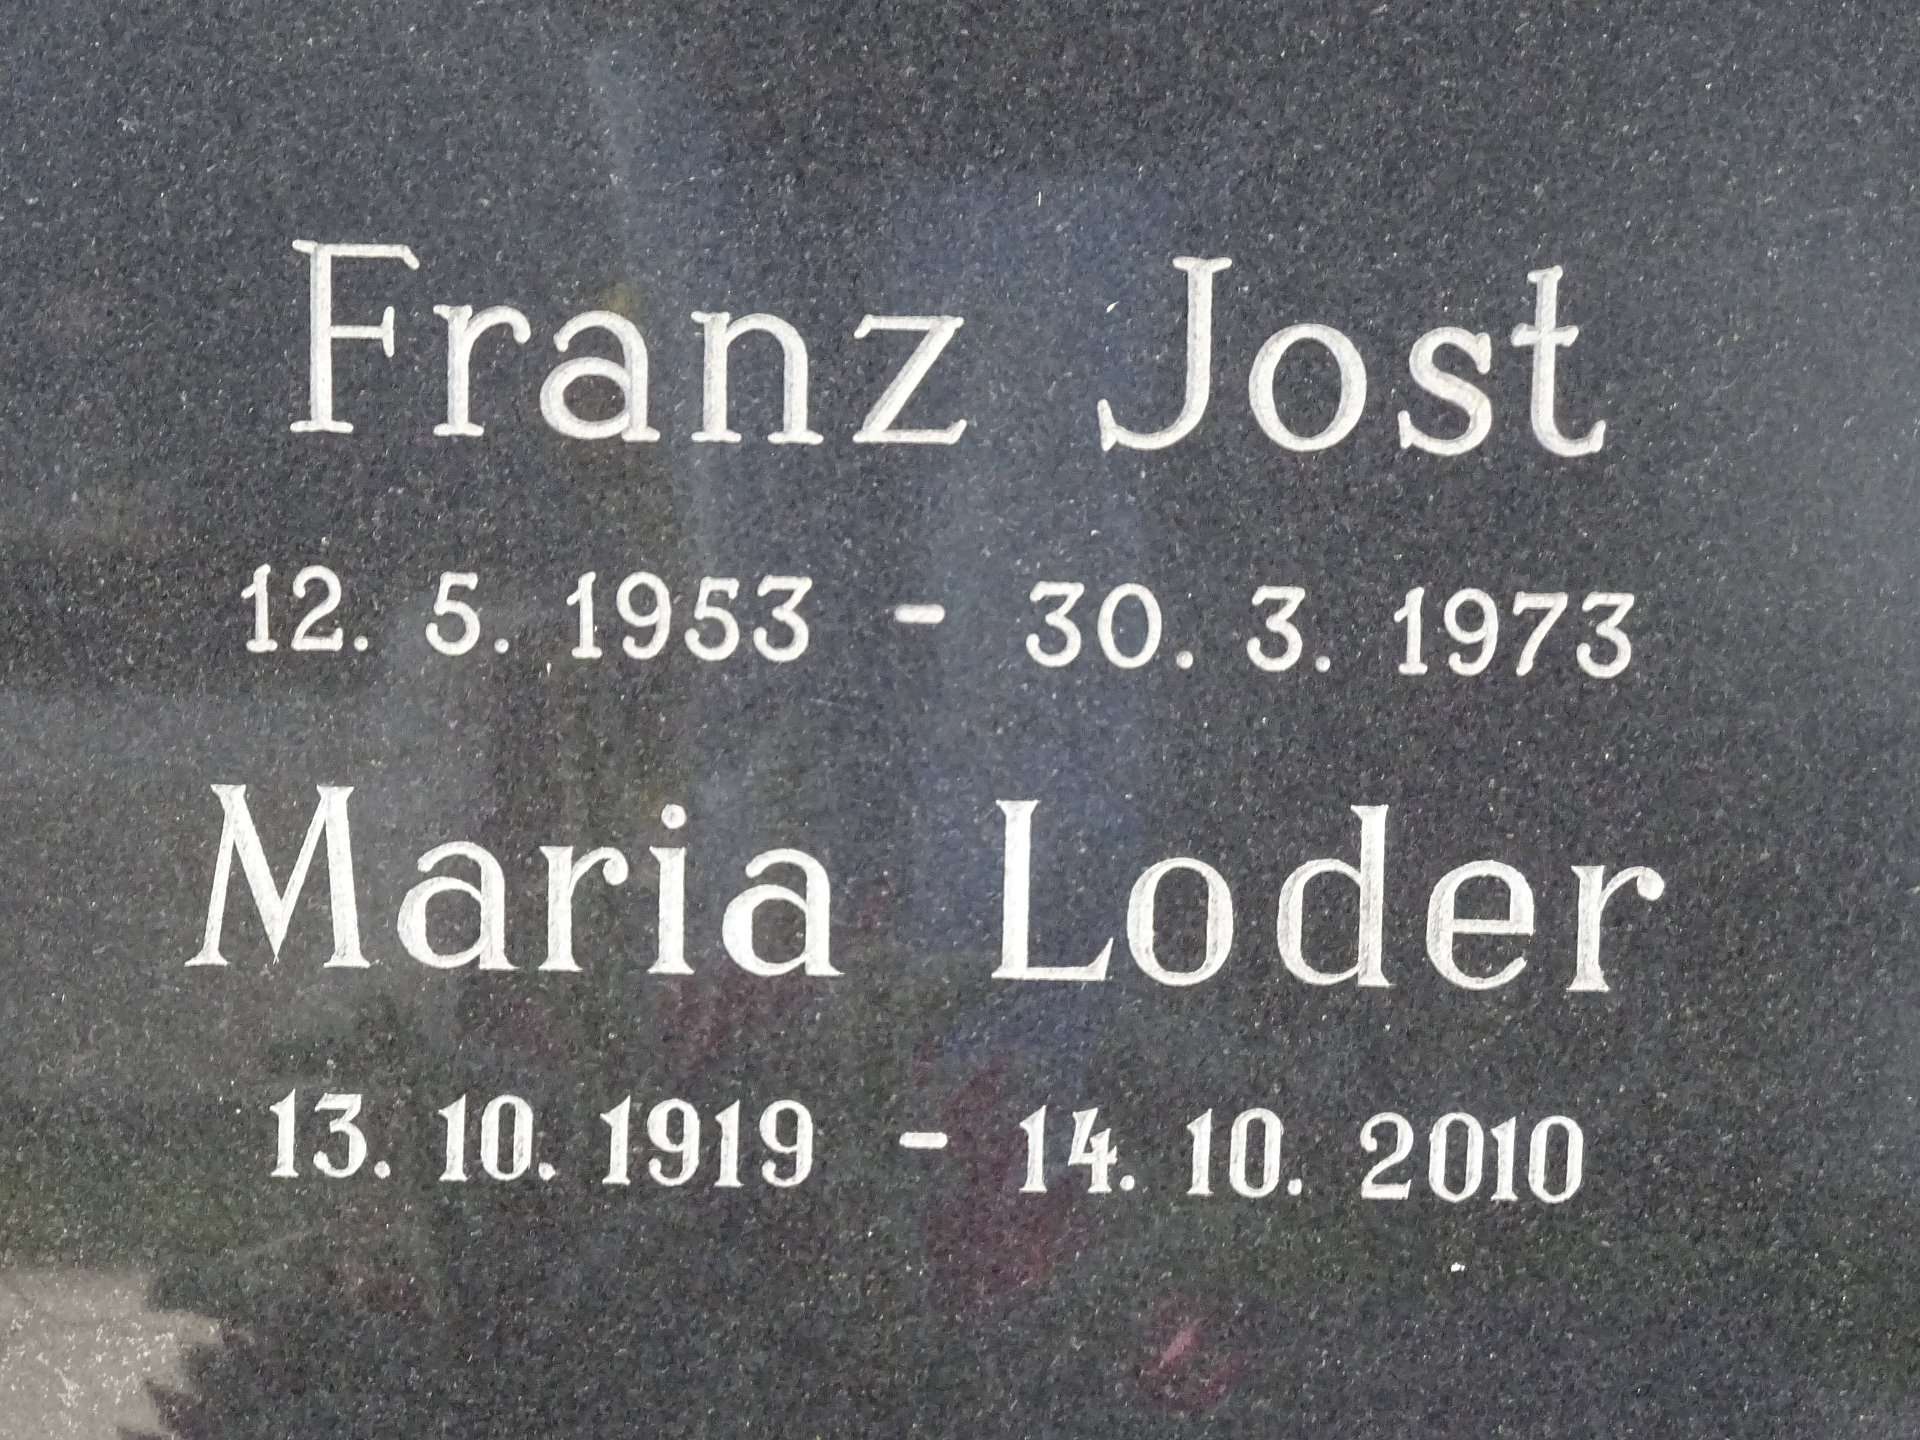 Franz Jost
12. 5. 1953 - 30. 3. 1973
Maria Loder
13. 10. 1919 - 14. 10. 2010